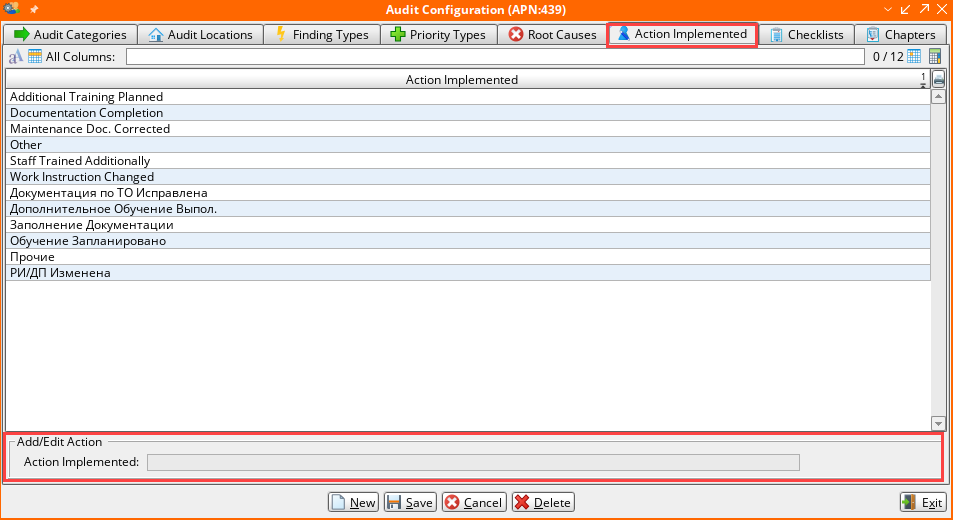 Audit Configuration (APN:439)
Audit Categories Audit Locations Finding Types Priority Types Root Causes Action Implemented Checklists Chapters
All Columns: 0 / 12
Action Implemented 1
Additional Training Planned
Documentation Completion
Maintenance Doc. Corrected
Other
Staff Trained Additionally
Work Instruction Changed
Документация по ТО Исправлена
Дополнительное Обучение Выпол.
Заполнение Документации
Обучение Запланировано
Прочие
РИ/ДП Изменена
Add/Edit Action
Action Implemented:
New Save Cancel Delete Exit